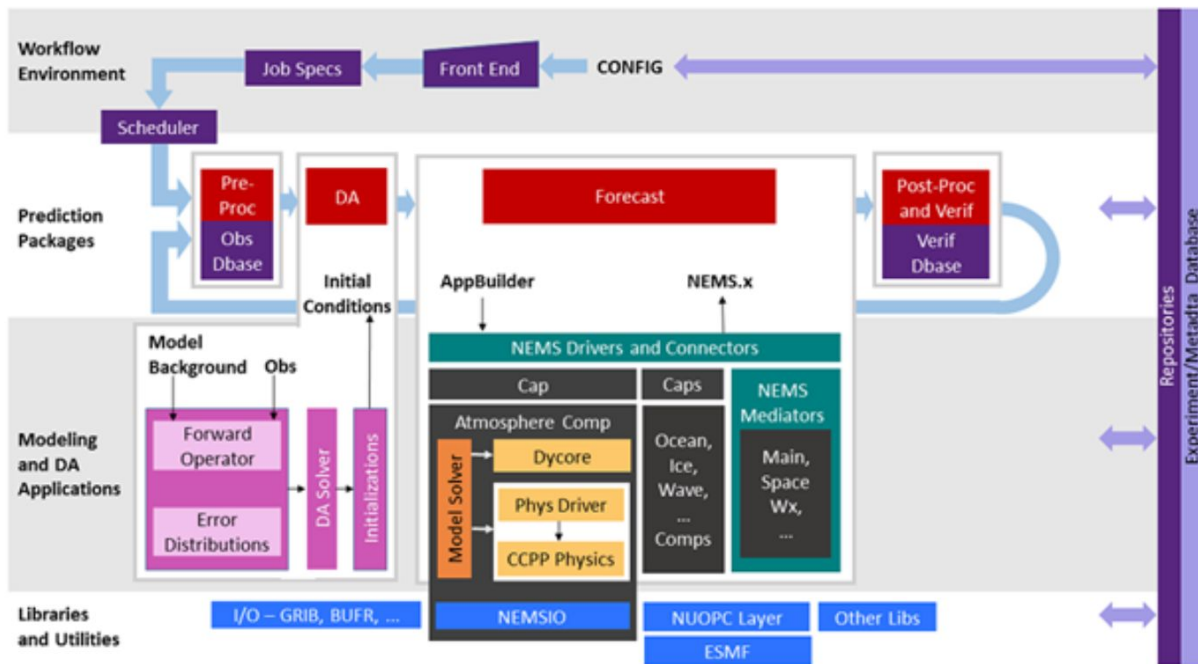 Workflow
Environment
Job Specs
Front End
CONFIG
Scheduler
Prediction
Packages
Pre-
Proc
Obs
Dbase
DA
Forecast
Post-Proc
and Verif
Verif
Dbase
Initial
Conditions
AppBuilder
NEMS.x
Modeling
and DA
Applications
Model
Background
Obs
Forward
Operator
Error
Distributions
DA Solver
Initializations
NEMS Drivers and Connectors
Cap
Caps
NEMS
Mediators
Atmosphere Comp
Model Solver
Dycore
Phys Driver
CCPP Physics
Ocean,
Ice,
Wave,
...
Comps
Main,
Space
Wx,
...
Libraries
and Utilities
I/O – GRIB, BUFR, ...
NEMSIO
NUOPC Layer
Other Libs
ESMF
Repositories
Experiment/Metadata Database